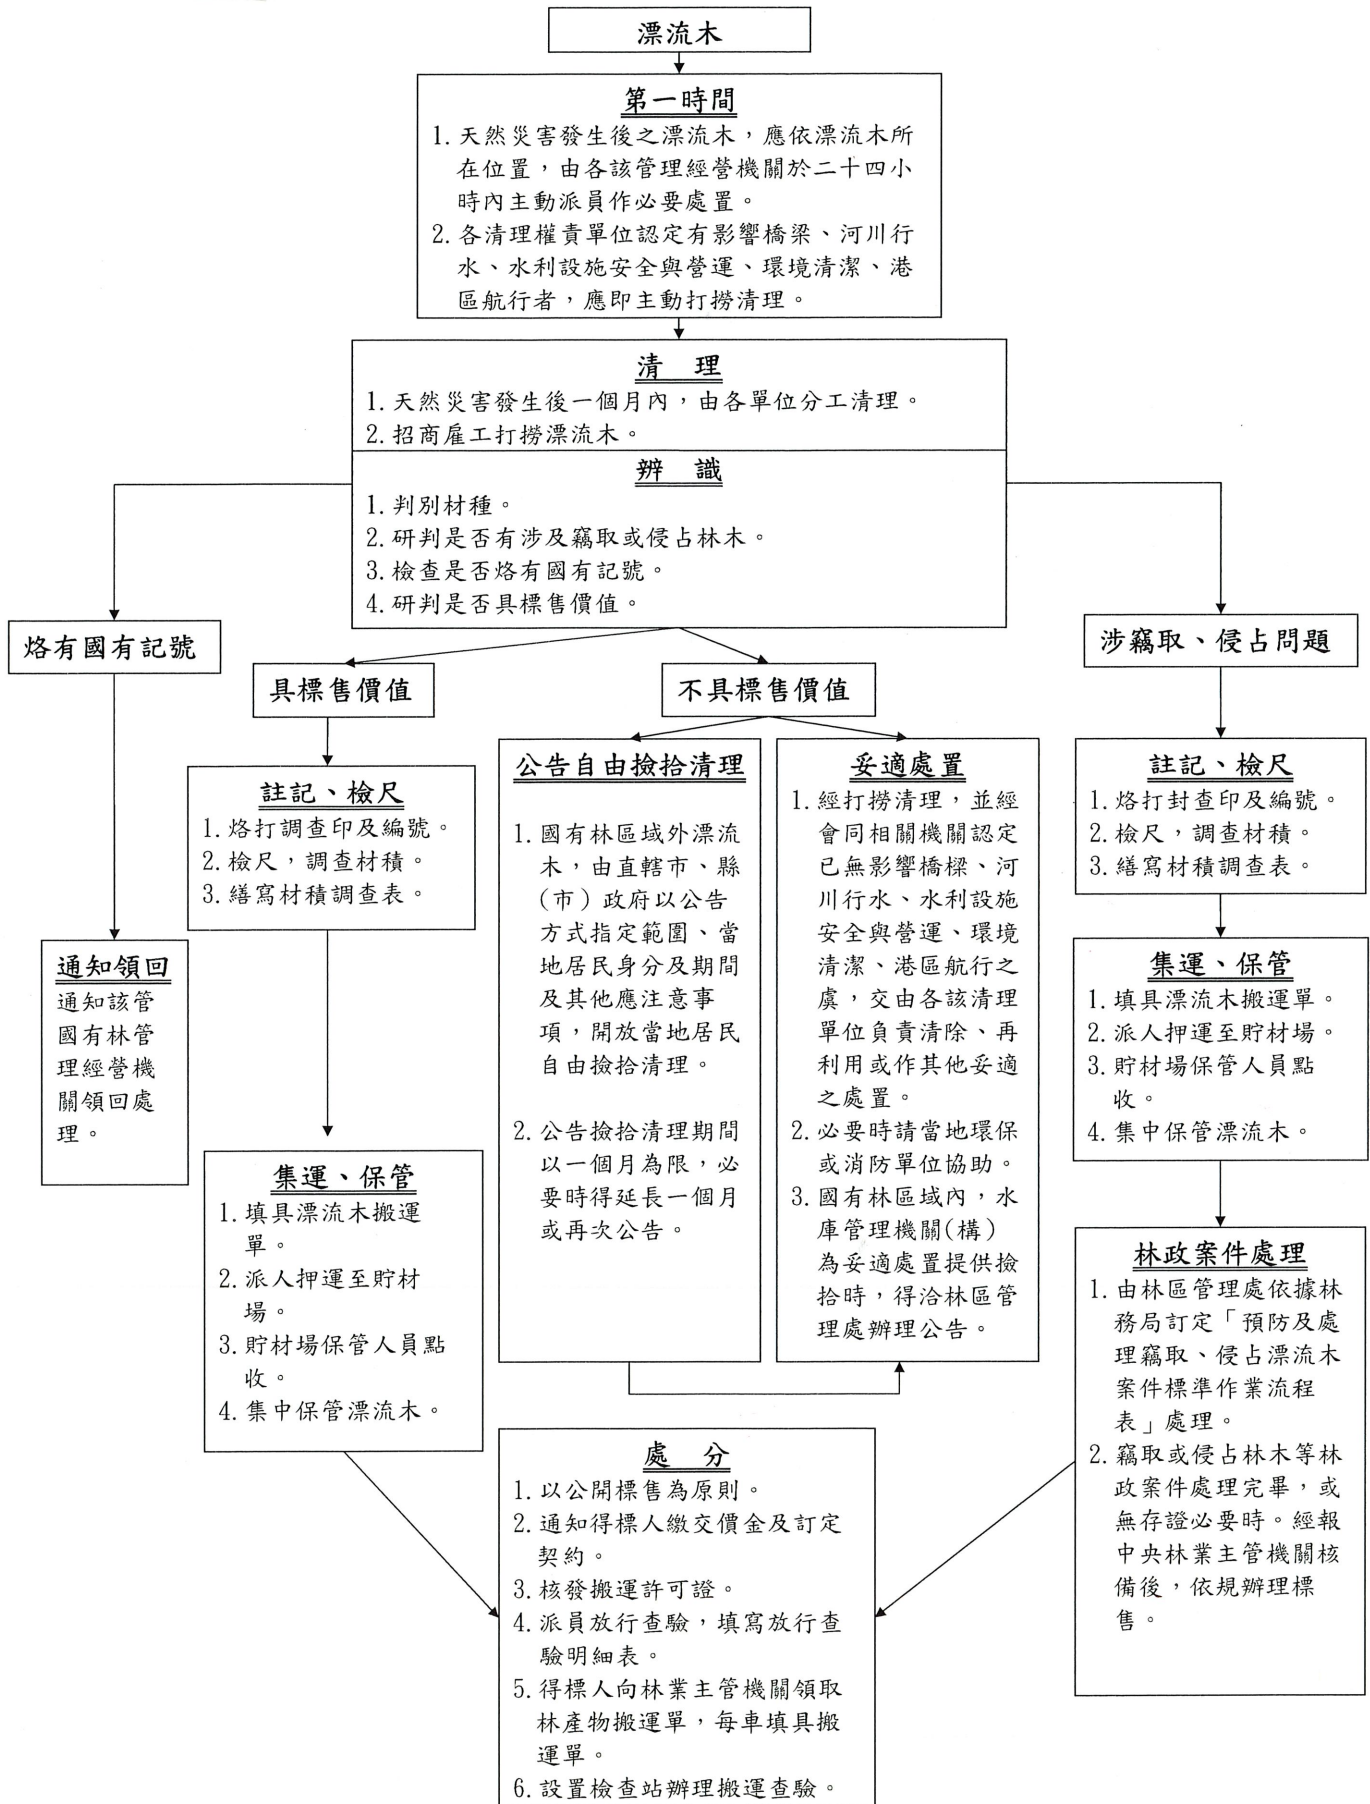 漂流木
第一時間
1. 天然災害發生後之漂流木，應依漂流木所
在位置，由各該管理經營機關於二十四小
時內主動派員作必要處置。
2. 各清理權責單位認定有影響橋梁、河川行
水、水利設施安全與營運、環境清潔、港
區航行者，應即主動打撈清理。
清 理
1. 天然災害發生後一個月內，由各單位分工清理。
2. 招商雇工打撈漂流木。
辨 識
1. 判別材種。
2. 研判是否有涉及竊取或侵占林木。
3. 檢查是否烙有國有記號。
4. 研判是否具標售價值。
烙有國有記號
通知領回
通知該管
國有林管
理經營機
關領回處
理。
具標售價值
註記、檢尺
1. 烙打調查印及編號。
2. 檢尺，調查材積。
3. 繕寫材積調查表。
集運、保管
1. 填具漂流木搬運
單。
2. 派人押運至貯材
場。
3. 貯材場保管人員點
收。
4. 集中保管漂流木。
不具標售價值
公告自由撿拾清理
1. 國有林區域外漂流
木，由直轄市、縣
(市) 政府以公告
方式指定範圍、當
地居民身分及期間
及其他應注意事
項，開放當地居民
自由撿拾清理。
2. 公告撿拾清理期間
以一個月為限，必
要時得延長一個月
或再次公告。
妥適處置
1. 經打撈清理，並經
會同相關機關認定
已無影響橋樑、河
川行水、水利設施
安全與營運、環境
清潔、港區航行之
虞，交由各該清理
單位負責清除、再
利用或作其他妥適
之處置。
2. 必要時請當地環保
或消防單位協助。
3. 國有林區域內，水
庫管理機關(構)
為妥適處置提供撿
拾時，得洽林區管
理處辦理公告。
涉竊取、侵占問題
註記、檢尺
1. 烙打封查印及編號。
2. 檢尺，調查材積。
3. 繕寫材積調查表。
集運、保管
1. 填具漂流木搬運單。
2. 派人押運至貯材場。
3. 貯材場保管人員點
收。
4. 集中保管漂流木。
林政案件處理
1. 由林區管理處依據林
務局訂定「預防及處
理竊取、侵占漂流木
案件標準作業流程
表」處理。
2. 竊取或侵占林木等林
政案件處理完畢，或
無存證必要時。經報
中央林業主管機關核
備後，依規辦理標
售。
處 分
1. 以公開標售為原則。
2. 通知得標人繳交價金及訂定
契約。
3. 核發搬運許可證。
4. 派員放行查驗，填寫放行查
驗明細表。
5. 得標人向林業主管機關領取
林產物搬運單，每車填具搬
運單。
6. 設置檢查站辦理搬運查驗。